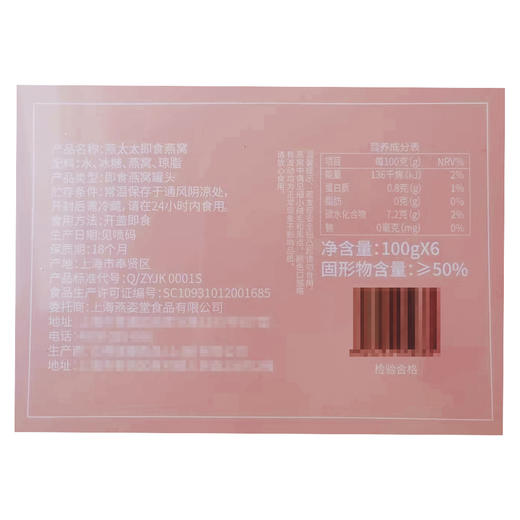 产品名称:燕太太即食燕窝
配料:水、冰糖、燕窝、琼脂
产品类型:即食燕窝罐头
贮存条件:常温保存于通风阴凉处,
开封后需冷藏,请在24小时内食用。
食用方法:开盖即食
生产日期:见喷码
保质期:18个月
产地:上海市奉贤区
产品标准代号:Q/ZYJK 0001S
食品生产许可证编号:SC10931012001685
委托商:上海燕姿堂食品有限公司
地址:
电话:
生产商
地址:
请放心食用。
营养成分表
项目 每100克(g) NRV%
能量 136千焦(kJ) 2%
蛋白质 0.8克(g) 1%
脂肪 0克(g) 0%
碳水化合物 7.2克(g) 2%
钠 0毫克(mg) 0%
净含量:100gX6
固形物含量:≥50%
检验合格